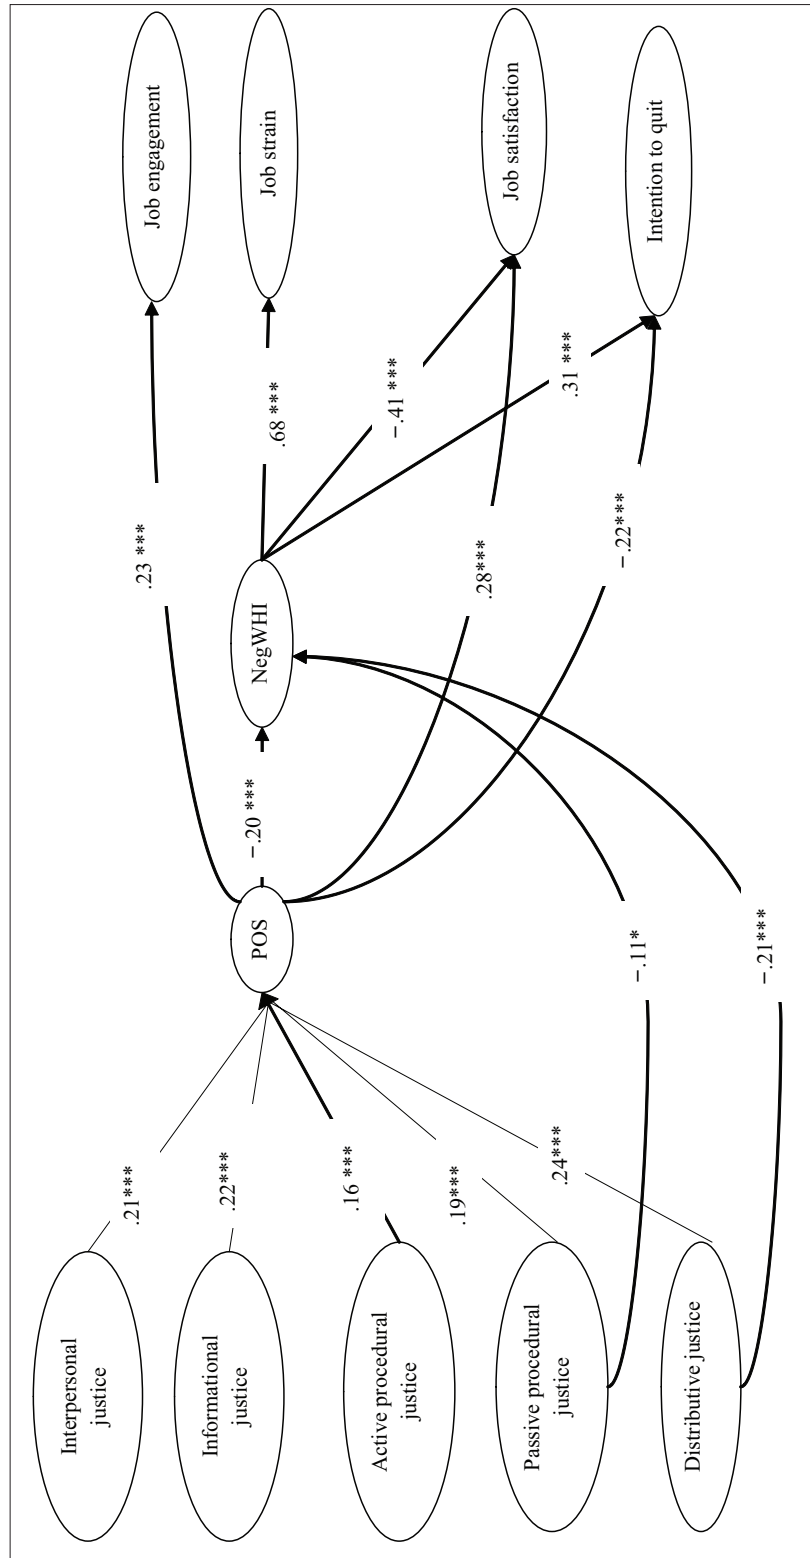 Interpersonal
justice
Informational
justice
Active procedural
justice
Passive procedural
justice
Distributive justice
.21***
.22***
.16 ***
.19***
.24***
POS
−.20 ***
−.11*
−.21***
NegWHI
.23 ***
.68 ***
−.41 ***
.28***
.31 ***
−.22***
Job engagement
Job strain
Job satisfaction
Intention to quit